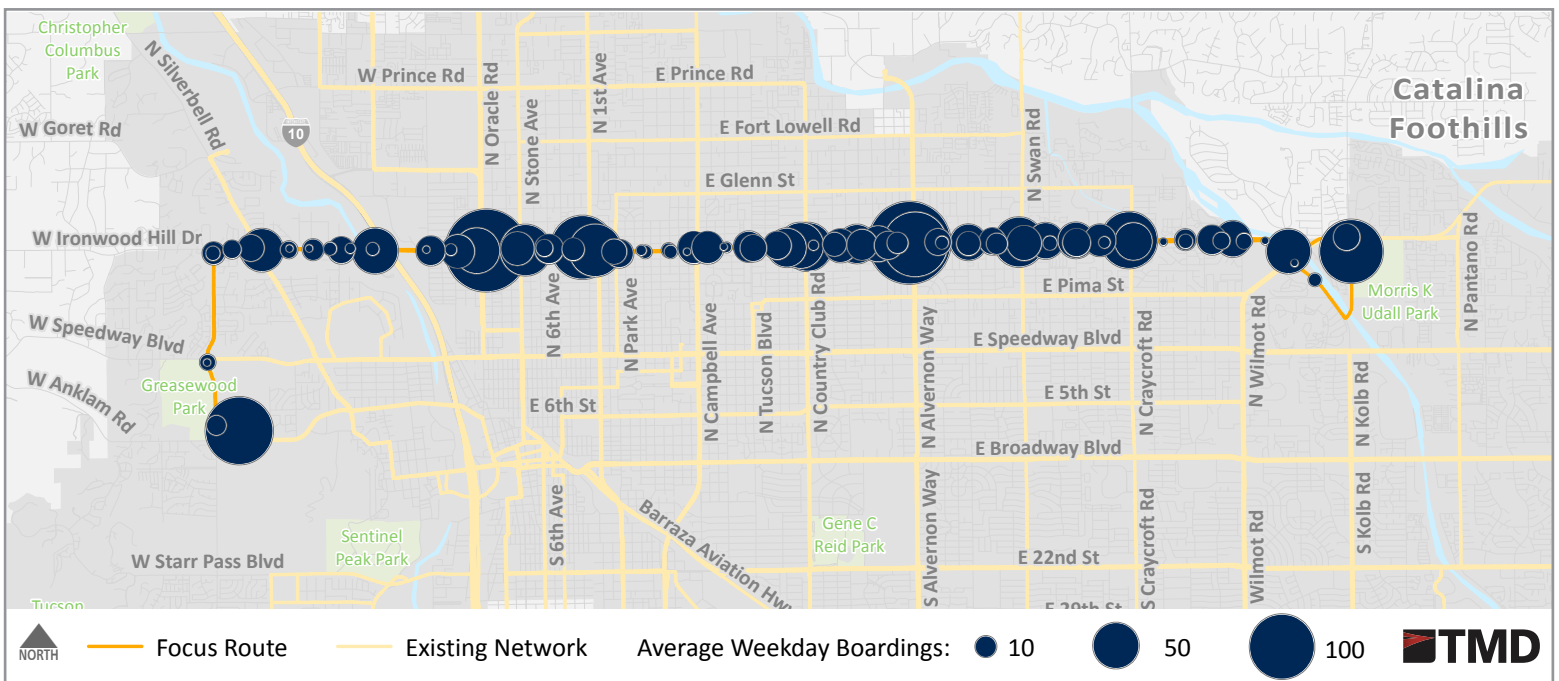 Christopher
Columbus
Park
N Silverbell Rd
W Prince Rd
N Oracle Rd
N Stone Ave
N 1st Ave
E Prince Rd
Catalina
Foothills
W Goret Rd
10
E Fort Lowell Rd
N Swan Rd
E Glenn St
W Ironwood Hill Dr
N Pantano Rd
E Pima St
Morris K
Udall Park
W Speedway Blvd
N 6th Ave
N Park Ave
N Campbell Ave
N Tucson Blvd
N Country Club Rd
N Alvernon Way
E Speedway Blvd
N Craycroft Rd
N Wilmot Rd
N Kolb Rd
W Anklam Rd
Greasewood
Park
E 6th St
E 5th St
E Broadway Blvd
S 6th Ave
Barraza Aviation Hwy
S Alvernon Way
S Craycroft Rd
Wilmot Rd
S Kolb Rd
Sentinel
Peak Park
Gene C
Reid Park
W Starr Pass Blvd
E 22nd St
Tucson
E 29th St
NORTH
Focus Route
Existing Network
Average Weekday Boardings:
10
50
100
TMD